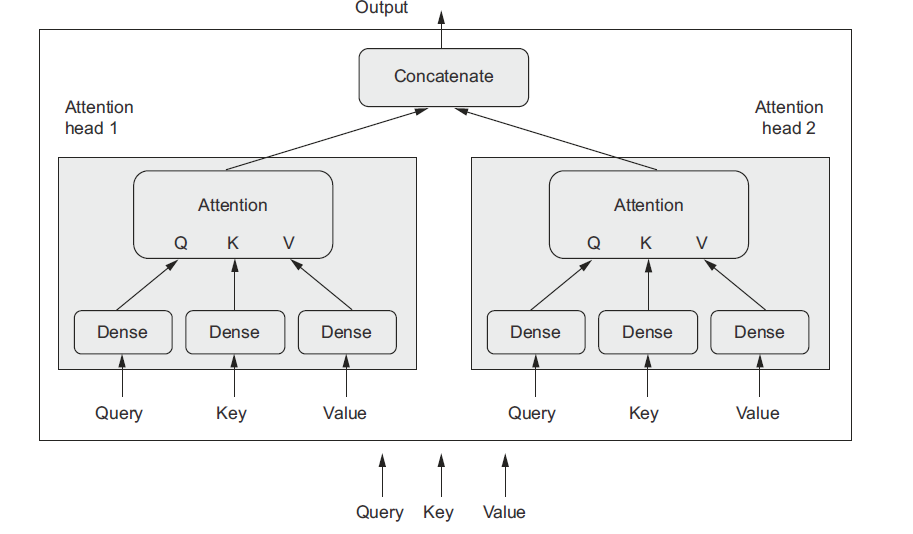 Output
Concatenate
Attention
head 1
Attention
head 2
Attention
Q K V
Dense Dense Dense
Query Key Value
Attention
Q K V
Dense Dense Dense
Query Key Value
Query Key Value